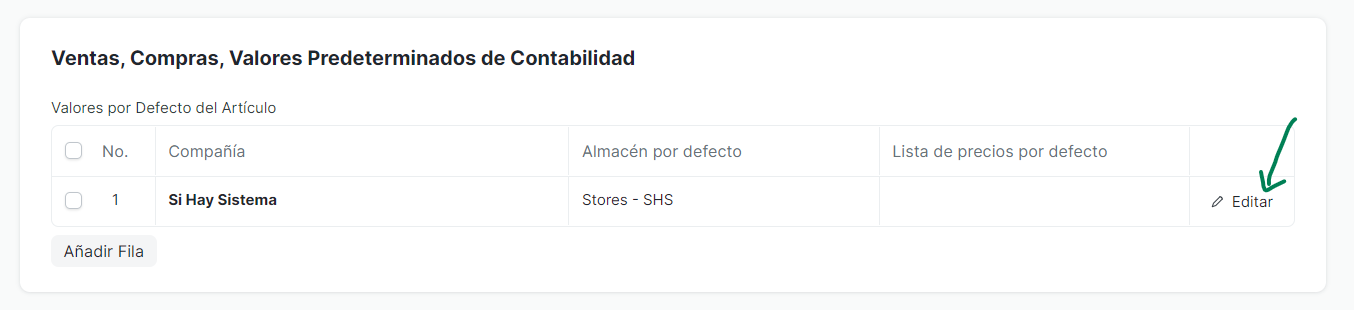 Ventas, Compras, Valores Predeterminados de Contabilidad
Valores por Defecto del Artículo
No. Compañía Almacén por defecto Lista de precios por defecto
1 Si Hay Sistema Stores - SHS Editar
Añadir Fila